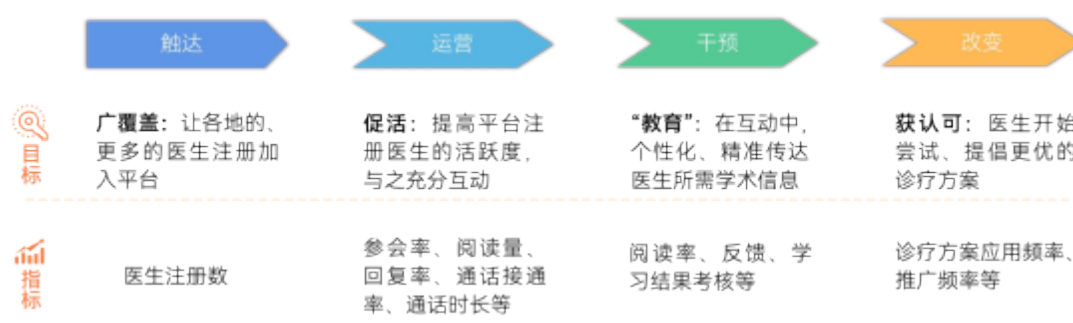 触达
运营
干预
改变
目标
广覆盖：让各地的、
更多的医生注册加
入平台
促活：提高平台注
册医生的活跃度，
与之充分互动
“教育”：在互动中，
个性化、精准传达
医生所需学术信息
获认可：医生开始
尝试、提倡更优的
诊疗方案
指标
医生注册数
参会率、阅读量、
回复率、通话接通
率、通话时长等
阅读率、反馈、学
习结果考核等
诊疗方案应用频率、
推广频率等